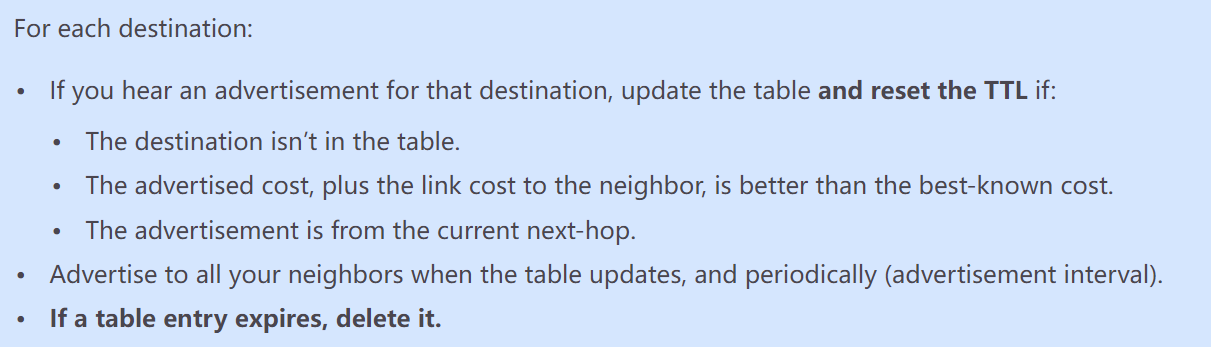 For each destination:
• If you hear an advertisement for that destination, update the table and reset the TTL if:
• The destination isn’t in the table.
• The advertised cost, plus the link cost to the neighbor, is better than the best-known cost.
• The advertisement is from the current next-hop.
• Advertise to all your neighbors when the table updates, and periodically (advertisement interval).
• If a table entry expires, delete it.